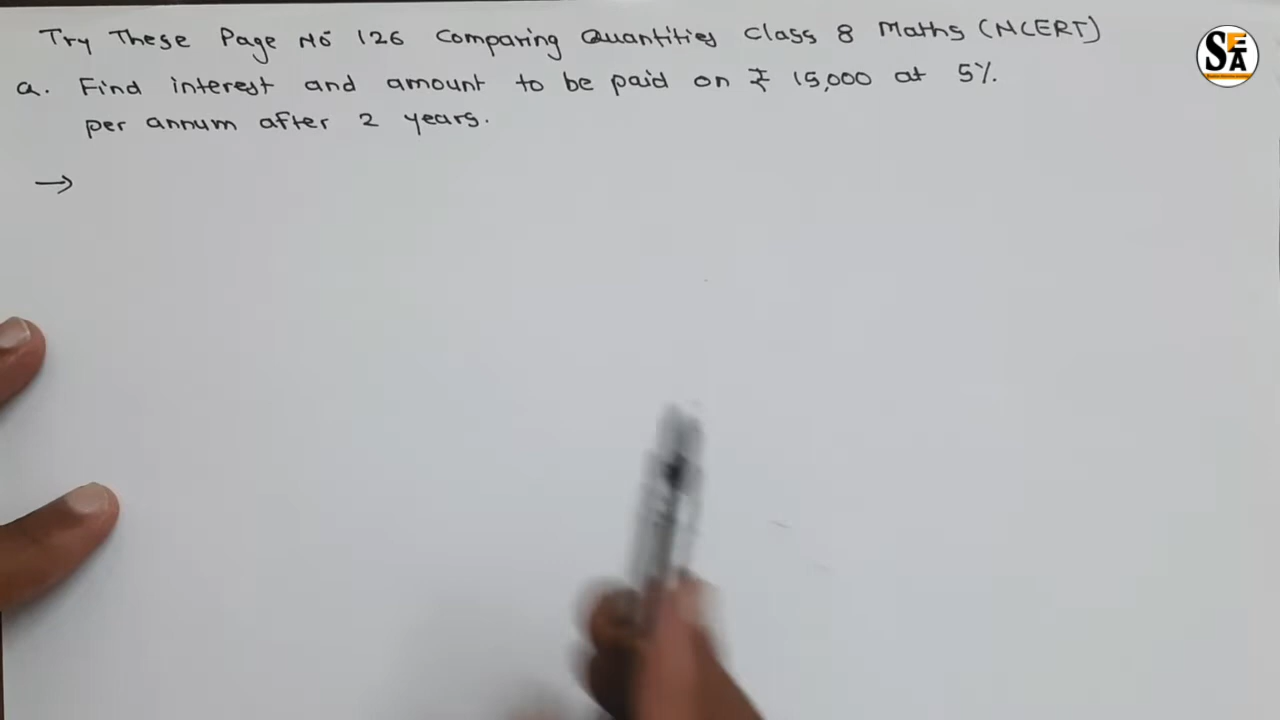 Try These Page No 126 Comparing Quantities Class 8 Maths (NCERT)
Q. Find interest and amount to be paid on ₹ 15,000 at 5%
per annum after 2 years.
→
SEA